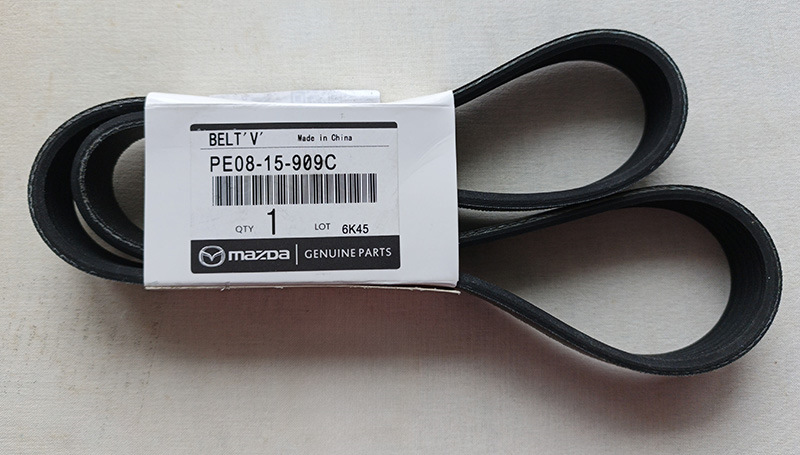 BELT'V' Made in China
PE08-15-909C
QTY 1 LOT 6K45
mazda GENUINE PARTS